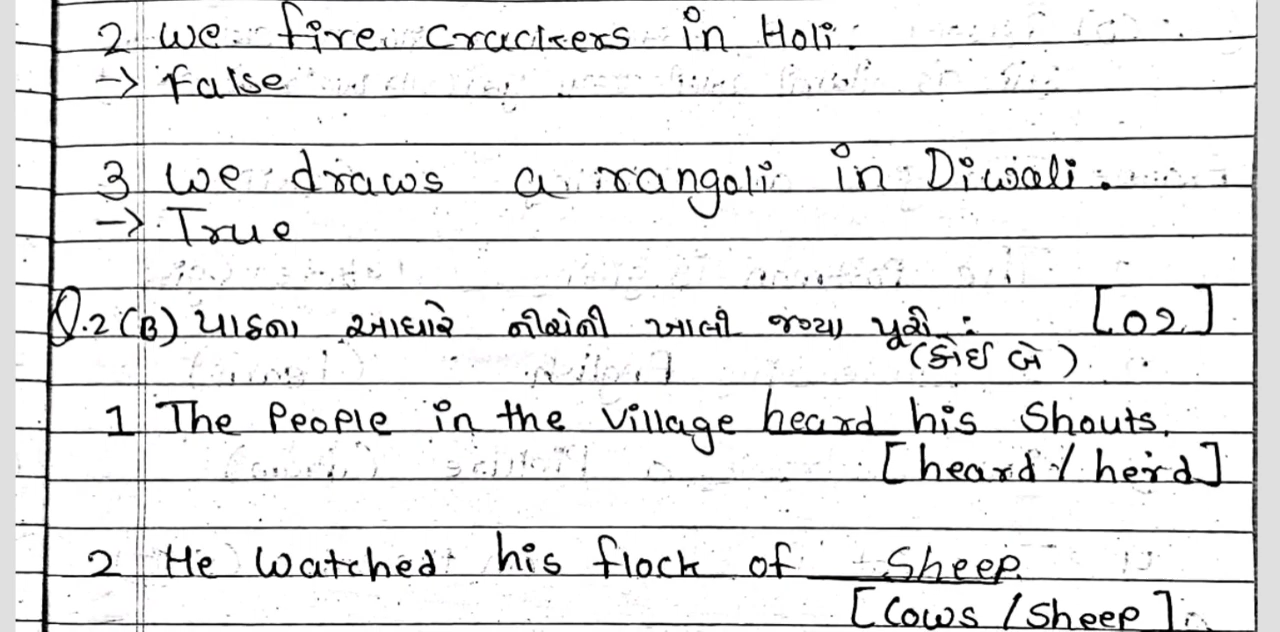 2 we fire crackers in Holi.
→ false
3 we draws a rangoli in Diwali.
→ True
Q.2 (B) પાઠના આધારે નીચેની ખાલી જગ્યા પૂરો : [02]
(કોઈ બે)
1 The People in the village heard his Shouts.
[heard / herd]
2 He watched his flock of Sheep.
[Cows / Sheep]